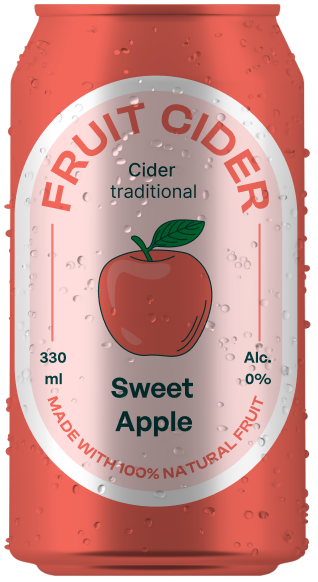 FRUIT CIDER
Cider
traditional
330
ml
Alc.
0%
Sweet
Apple
MADE WITH 100% NATURAL FRUIT